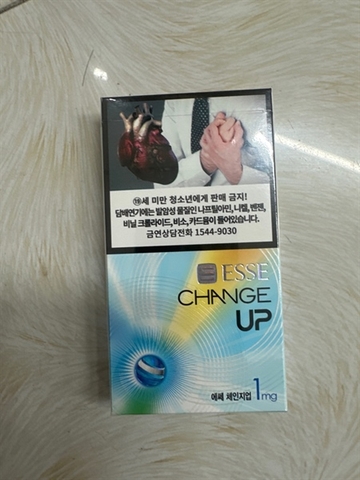 ⑲세 미만 청소년에게 판매 금지!
담배연기에는 발암성 물질인 나프틸아민, 니켈, 벤젠,
비닐 크롤라이드, 비소, 카드뮴이 들어있습니다.
금연상담전화 1544-9030
ESSE
CHANGE
UP
에쎄 체인지업 1mg